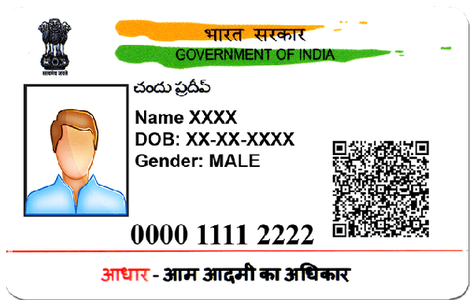 भारत सरकार
GOVERNMENT OF INDIA
सत्यमेव जयते
చందు ప్రదీప్
Name XXXX
DOB: XX-XX-XXXX
Gender: MALE
0000 1111 2222
आधार - आम आदमी का अधिकार